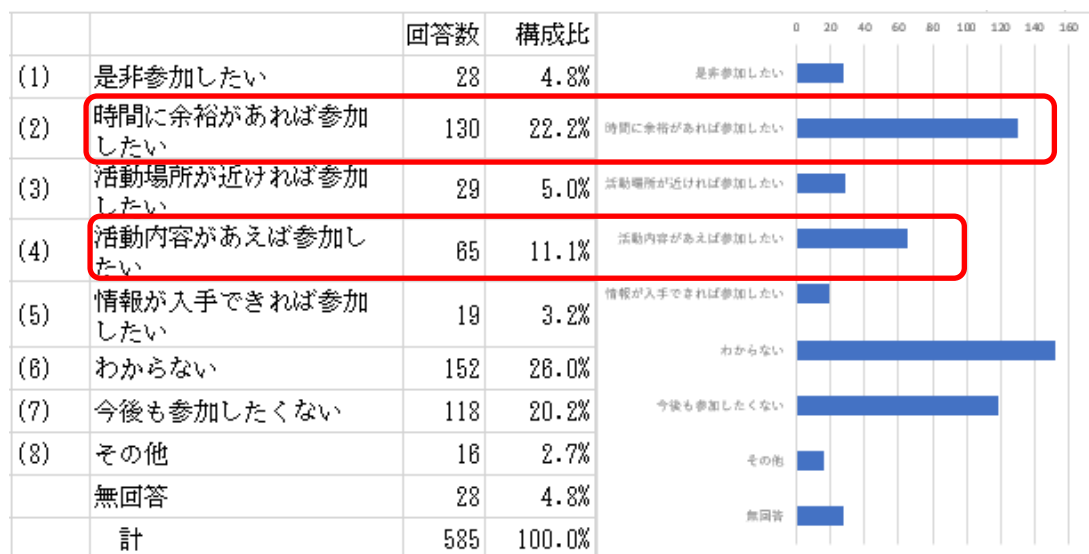 回答数 構成比
(1) 是非参加したい 28 4.8%
(2) 時間に余裕があれば参加
したい 130 22.2%
(3) 活動場所が近ければ参加
したい 29 5.0%
(4) 活動内容があえば参加し
たい 65 11.1%
(5) 情報が入手できれば参加
したい 19 3.2%
(6) わからない 152 26.0%
(7) 今後も参加したくない 118 20.2%
(8) その他 16 2.7%
無回答 28 4.8%
計 585 100.0%
0 20 40 60 80 100 120 140 160
是非参加したい
時間に余裕があれば参加したい
活動場所が近ければ参加したい
活動内容があえば参加したい
情報が入手できれば参加したい
わからない
今後も参加したくない
その他
無回答